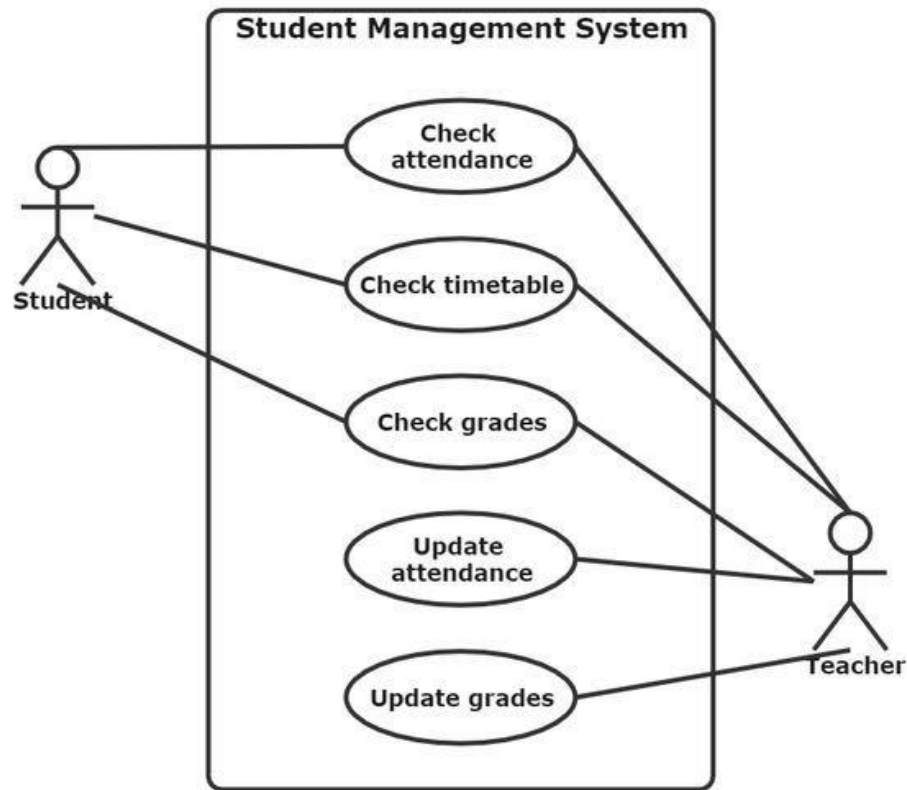 Student Management System
Check
attendance
Check timetable
Student
Check grades
Update
attendance
Teacher
Update grades